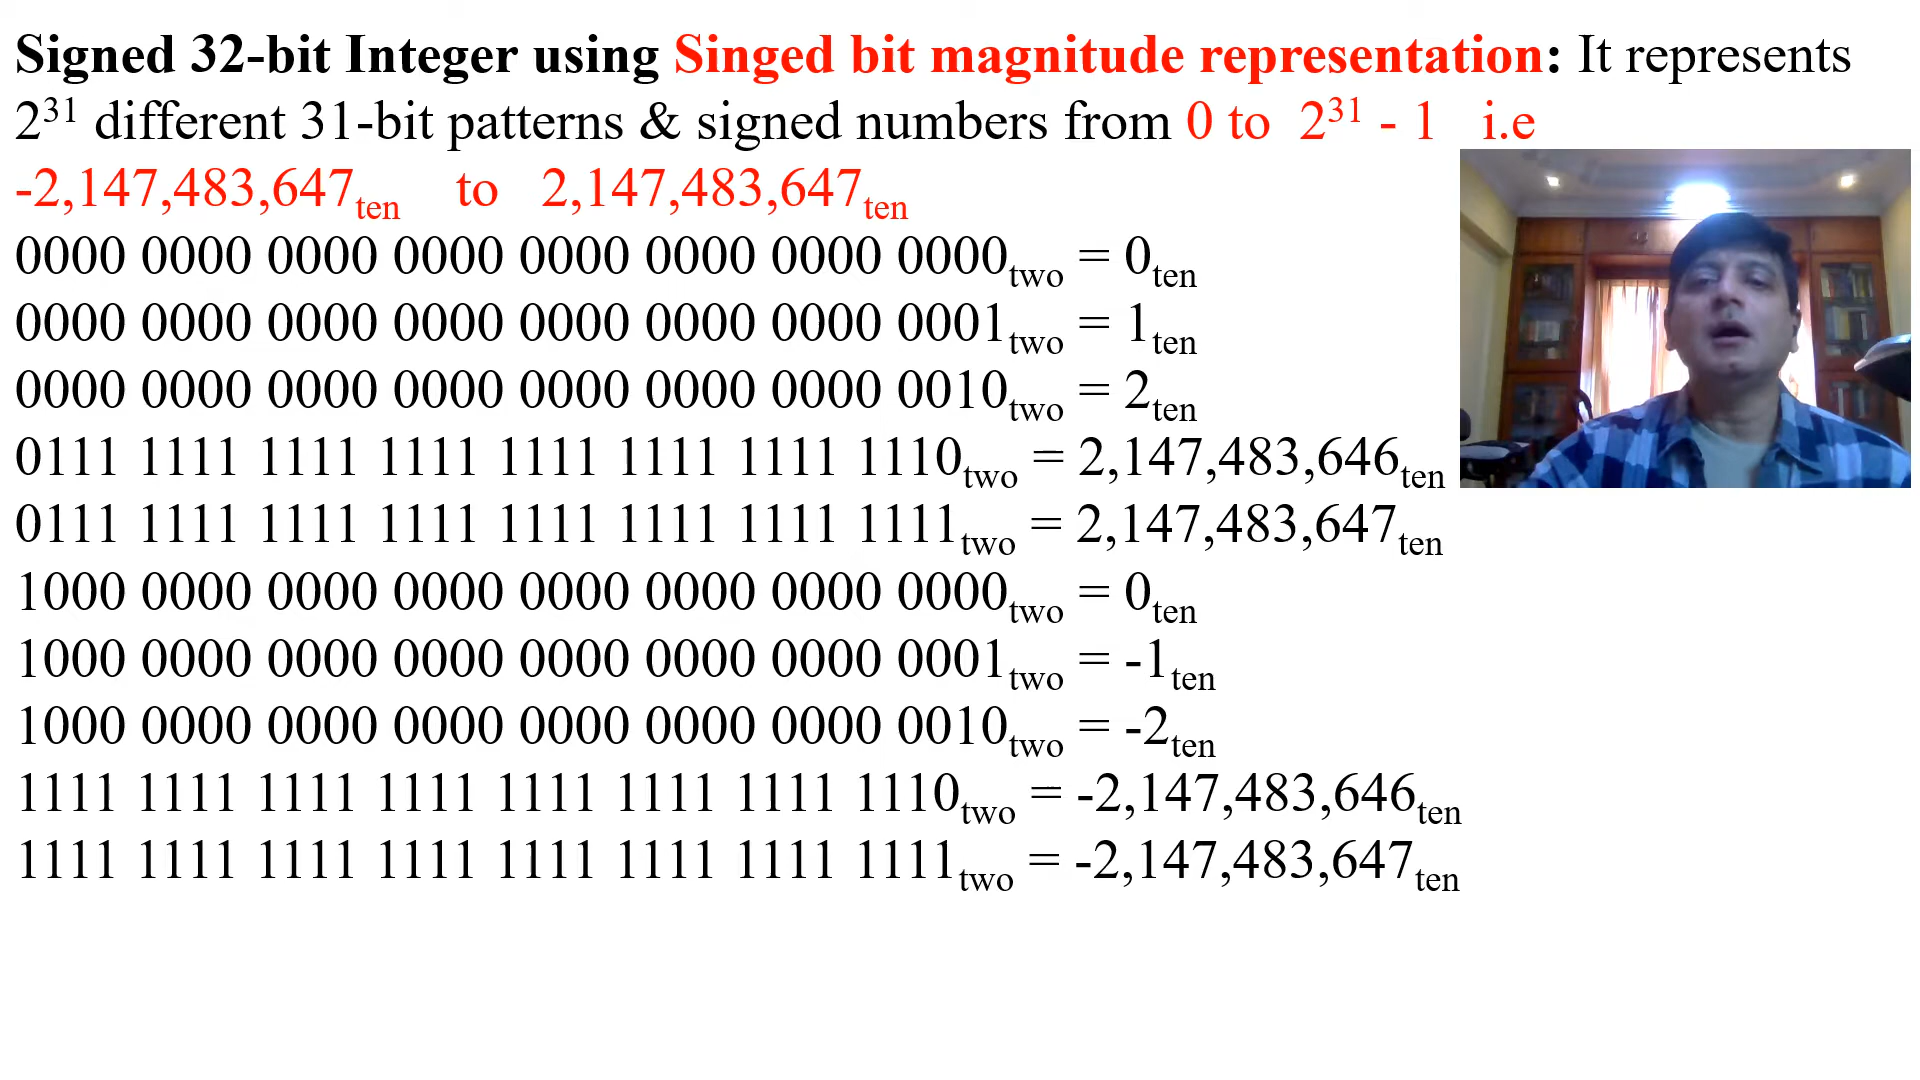 Signed 32-bit Integer using Singed bit magnitude representation: It represents
2³¹ different 31-bit patterns & signed numbers from 0 to 2³¹ - 1 i.e
-2,147,483,647ten to 2,147,483,647ten
0000 0000 0000 0000 0000 0000 0000 0000two = 0ten
0000 0000 0000 0000 0000 0000 0000 0001two = 1ten
0000 0000 0000 0000 0000 0000 0000 0010two = 2ten
0111 1111 1111 1111 1111 1111 1111 1110two = 2,147,483,646ten
0111 1111 1111 1111 1111 1111 1111 1111two = 2,147,483,647ten
1000 0000 0000 0000 0000 0000 0000 0000two = 0ten
1000 0000 0000 0000 0000 0000 0000 0001two = -1ten
1000 0000 0000 0000 0000 0000 0000 0010two = -2ten
1111 1111 1111 1111 1111 1111 1111 1110two = -2,147,483,646ten
1111 1111 1111 1111 1111 1111 1111 1111two = -2,147,483,647ten